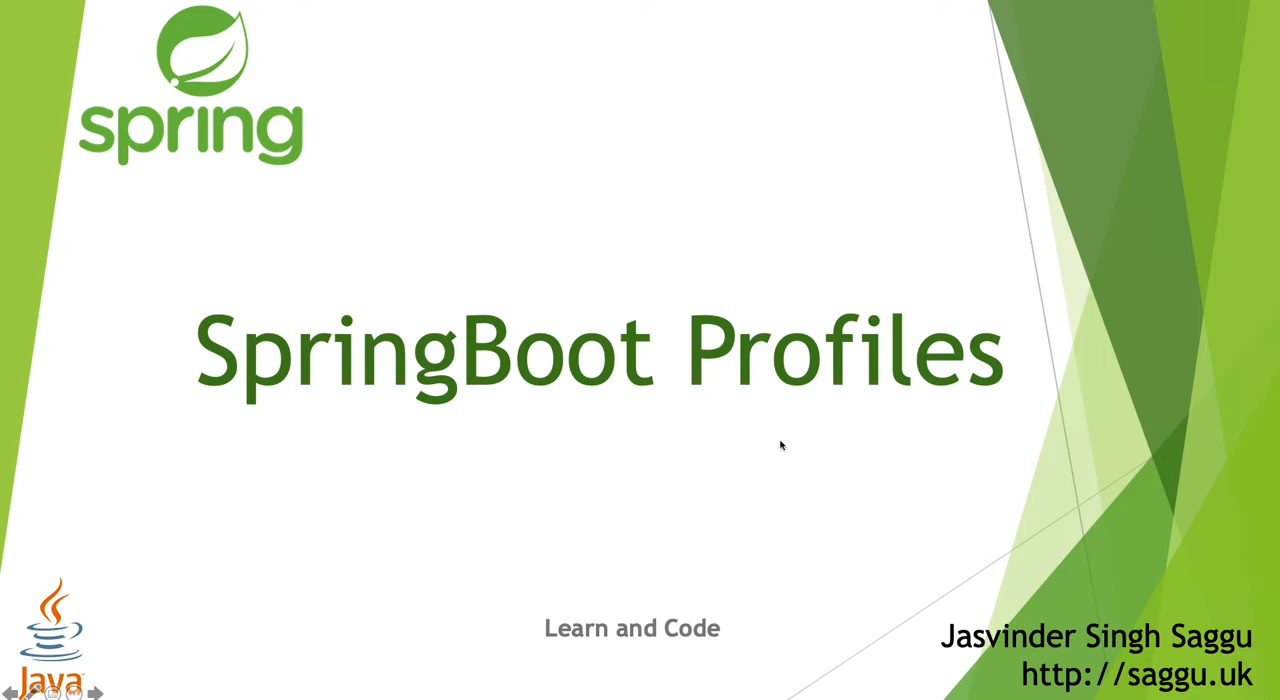 spring
SpringBoot Profiles
Learn and Code
Jasvinder Singh Saggu
http://saggu.uk
Java